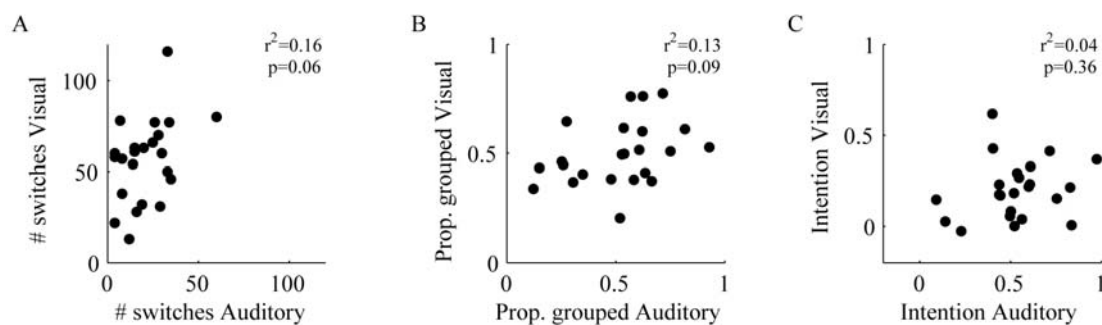 A
r²=0.16
p=0.06
# switches Visual
100
50
0
0
50
100
# switches Auditory
B
r²=0.13
p=0.09
Prop. grouped Visual
1
0.5
0
0
0.5
1
Prop. grouped Auditory
C
r²=0.04
p=0.36
Intention Visual
1
0.5
0
0
0.5
1
Intention Auditory